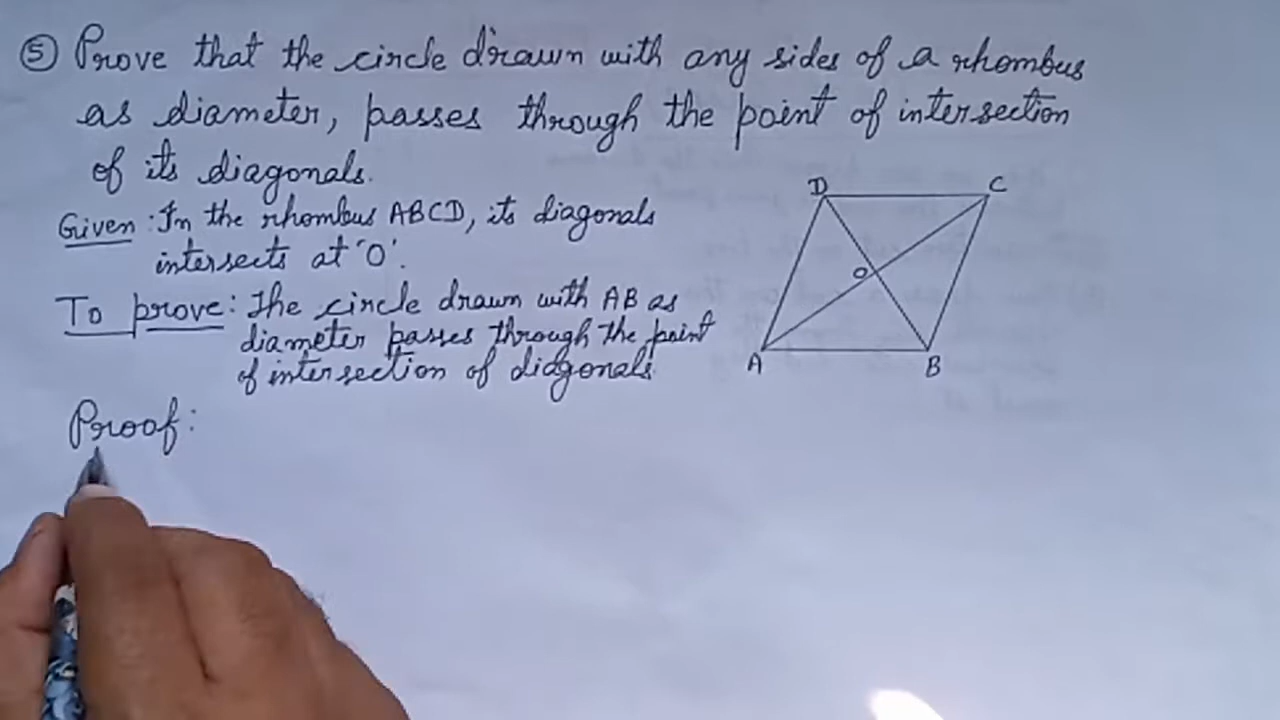 ⑤ Prove that the circle drawn with any sides of a rhombus
as diameter, passes through the point of intersection
of its diagonals.
Given: In the rhombus ABCD, its diagonals
intersects at 'O'.
To prove: The circle drawn with AB as
diameter passes through the point
of intersection of diagonals.
Proof:
D C
O
A B